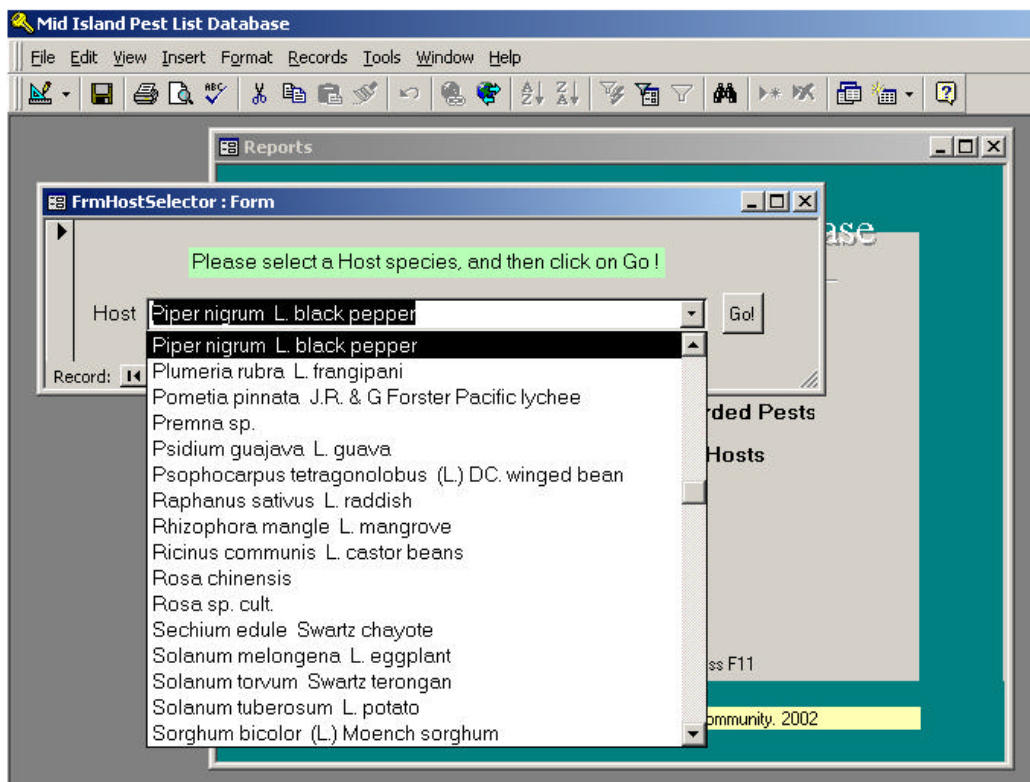 Mid Island Pest List Database
File Edit View Insert Format Records Tools Window Help
Reports
FrmHostSelector : Form
ase
Please select a Host species, and then click on Go !
Host Piper nigrum L. black pepper Go!
Piper nigrum L. black pepper
Plumeria rubra L. frangipani
Record:
Pometia pinnata J.R. & G Forster Pacific lychee
rded Pests
Premna sp.
Psidium guajava L. guava
Hosts
Psophocarpus tetragonolobus (L.) DC. winged bean
Raphanus sativus L. raddish
Rhizophora mangle L. mangrove
Ricinus communis L. castor beans
Rosa chinensis
Rosa sp. cult.
Sechium edule Swartz chayote
Solanum melongena L. eggplant
ss F11
Solanum torvum Swartz terongan
Solanum tuberosum L. potato
ommunity. 2002
Sorghum bicolor (L.) Moench sorghum